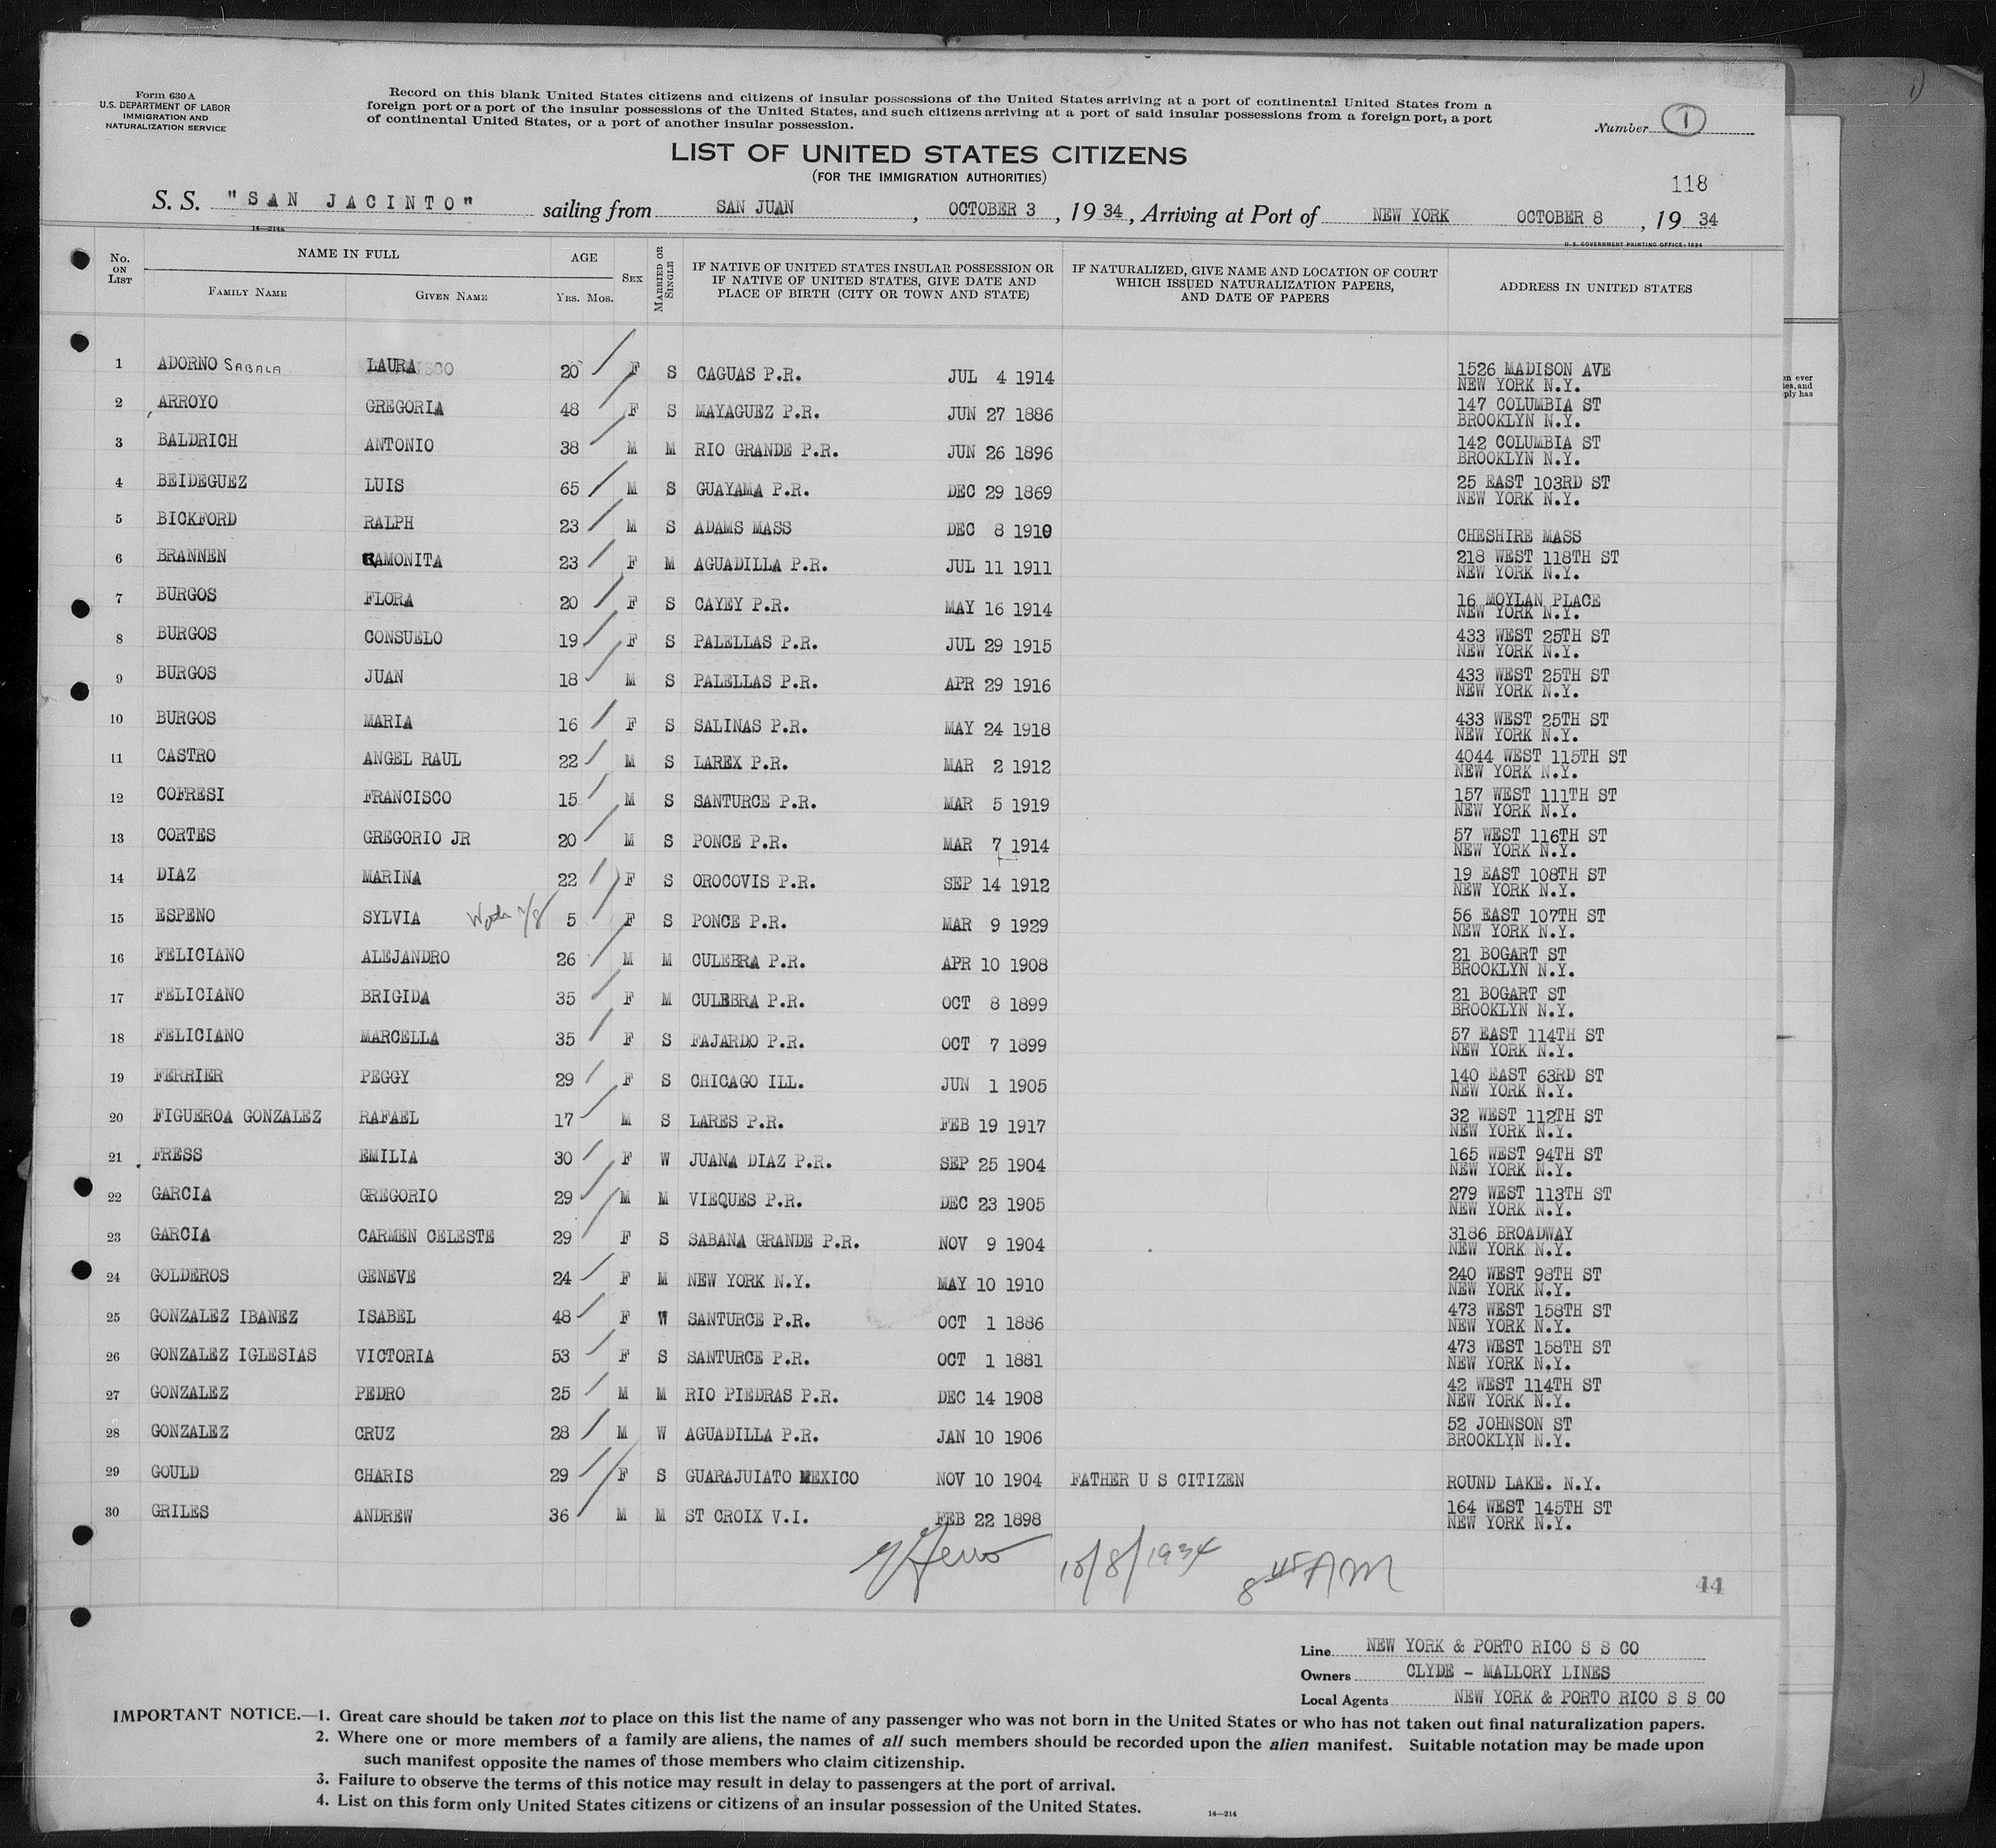 Form 630 A
U.S. DEPARTMENT OF LABOR
IMMIGRATION AND
NATURALIZATION SERVICE
Record on this blank United States citizens and citizens of insular possessions of the United States arriving at a port of continental United States from a
foreign port or a port of the insular possessions of the United States, and such citizens arriving at a port of said insular possessions from a foreign port, a port
of continental United States, or a port of another insular possession.
Number 1
LIST OF UNITED STATES CITIZENS
(FOR THE IMMIGRATION AUTHORITIES)
118
S. S. "SAN JACINTO" sailing from SAN JUAN, OCTOBER 3, 1934, Arriving at Port of NEW YORK OCTOBER 8, 1934
14—214a
U.S. GOVERNMENT PRINTING OFFICE: 1934
No. ON LIST NAME IN FULL FAMILY NAME GIVEN NAME AGE YRS. MOS. SEX MARRIED OR SINGLE IF NATIVE OF UNITED STATES INSULAR POSSESSION OR IF NATIVE OF UNITED STATES, GIVE DATE AND PLACE OF BIRTH (CITY OR TOWN AND STATE) IF NATURALIZED, GIVE NAME AND LOCATION OF COURT WHICH ISSUED NATURALIZATION PAPERS, AND DATE OF PAPERS ADDRESS IN UNITED STATES
1 ADORNO SABALA LAURA 20 F S CAGUAS P.R. JUL 4 1914 1526 MADISON AVE
NEW YORK N.Y.
2 ARROYO GREGORIA 48 F S MAYAGUEZ P.R. JUN 27 1886 147 COLUMBIA ST
BROOKLYN N.Y.
3 BALDRICH ANTONIO 38 M M RIO GRANDE P.R. JUN 26 1896 142 COLUMBIA ST
BROOKLYN N.Y.
4 BEIDEGUEZ LUIS 65 M S GUAYAMA P.R. DEC 29 1869 25 EAST 103RD ST
NEW YORK N.Y.
5 BICKFORD RALPH 23 M S ADAMS MASS DEC 8 1910 CHESHIRE MASS
6 BRANNEN RAMONITA 23 F M AGUADILLA P.R. JUL 11 1911 218 WEST 118TH ST
NEW YORK N.Y.
7 BURGOS FLORA 20 F S CAYEY P.R. MAY 16 1914 16 MOYLAN PLACE
NEW YORK N.Y.
8 BURGOS CONSUELO 19 F S PALELLAS P.R. JUL 29 1915 433 WEST 25TH ST
NEW YORK N.Y.
9 BURGOS JUAN 18 M S PALELLAS P.R. APR 29 1916 433 WEST 25TH ST
NEW YORK N.Y.
10 BURGOS MARIA 16 F S SALINAS P.R. MAY 24 1918 433 WEST 25TH ST
NEW YORK N.Y.
11 CASTRO ANGEL RAUL 22 M S LAREX P.R. MAR 2 1912 4044 WEST 115TH ST
NEW YORK N.Y.
12 COFRESI FRANCISCO 15 M S SANTURCE P.R. MAR 5 1919 157 WEST 111TH ST
NEW YORK N.Y.
13 CORTES GREGORIO JR 20 M S PONCE P.R. MAR 7 1914 57 WEST 116TH ST
NEW YORK N.Y.
14 DIAZ MARINA 22 F S OROCOVIS P.R. SEP 14 1912 19 EAST 108TH ST
NEW YORK N.Y.
15 ESPENO SYLVIA 5 F S PONCE P.R. MAR 9 1929 56 EAST 107TH ST
NEW YORK N.Y.
16 FELICIANO ALEJANDRO 26 M M CULEBRA P.R. APR 10 1908 21 BOGART ST
BROOKLYN N.Y.
17 FELICIANO BRIGIDA 35 F M CULEBRA P.R. OCT 8 1899 21 BOGART ST
BROOKLYN N.Y.
18 FELICIANO MARCELLA 35 F S FAJARDO P.R. OCT 7 1899 57 EAST 114TH ST
NEW YORK N.Y.
19 FERRIER PEGGY 29 F S CHICAGO ILL. JUN 1 1905 140 EAST 63RD ST
NEW YORK N.Y.
20 FIGUEROA GONZALEZ RAFAEL 17 M S LARES P.R. FEB 19 1917 32 WEST 112TH ST
NEW YORK N.Y.
21 FRESS EMILIA 30 F W JUANA DIAZ P.R. SEP 25 1904 165 WEST 94TH ST
NEW YORK N.Y.
22 GARCIA GREGORIO 29 M M VIEQUES P.R. DEC 23 1905 279 WEST 113TH ST
NEW YORK N.Y.
23 GARCIA CARMEN CELESTE 29 F S SABANA GRANDE P.R. NOV 9 1904 3186 BROADWAY
NEW YORK N.Y.
24 GOLDEROS GENEVE 24 F M NEW YORK N.Y. MAY 10 1910 240 WEST 98TH ST
NEW YORK N.Y.
25 GONZALEZ IBANEZ ISABEL 48 F W SANTURCE P.R. OCT 1 1886 473 WEST 158TH ST
NEW YORK N.Y.
26 GONZALEZ IGLESIAS VICTORIA 53 F S SANTURCE P.R. OCT 1 1881 473 WEST 158TH ST
NEW YORK N.Y.
27 GONZALEZ PEDRO 25 M M RIO PIEDRAS P.R. DEC 14 1908 42 WEST 114TH ST
NEW YORK N.Y.
28 GONZALEZ CRUZ 28 M W AGUADILLA P.R. JAN 10 1906 52 JOHNSON ST
BROOKLYN N.Y.
29 GOULD CHARIS 29 F S GUARAJUIATO MEXICO NOV 10 1904 FATHER U S CITIZEN ROUND LAKE. N.Y.
30 GRILES ANDREW 36 M M ST CROIX V.I. FEB 22 1898 164 WEST 145TH ST
NEW YORK N.Y.
10/8/1934 8 45 AM
44
Line NEW YORK & PORTO RICO S S CO
Owners CLYDE - MALLORY LINES
Local Agents NEW YORK & PORTO RICO S S CO
IMPORTANT NOTICE.—1. Great care should be taken not to place on this list the name of any passenger who was not born in the United States or who has not taken out final naturalization papers.
2. Where one or more members of a family are aliens, the names of all such members should be recorded upon the alien manifest. Suitable notation may be made upon
such manifest opposite the names of those members who claim citizenship.
3. Failure to observe the terms of this notice may result in delay to passengers at the port of arrival.
4. List on this form only United States citizens or citizens of an insular possession of the United States.
14—214